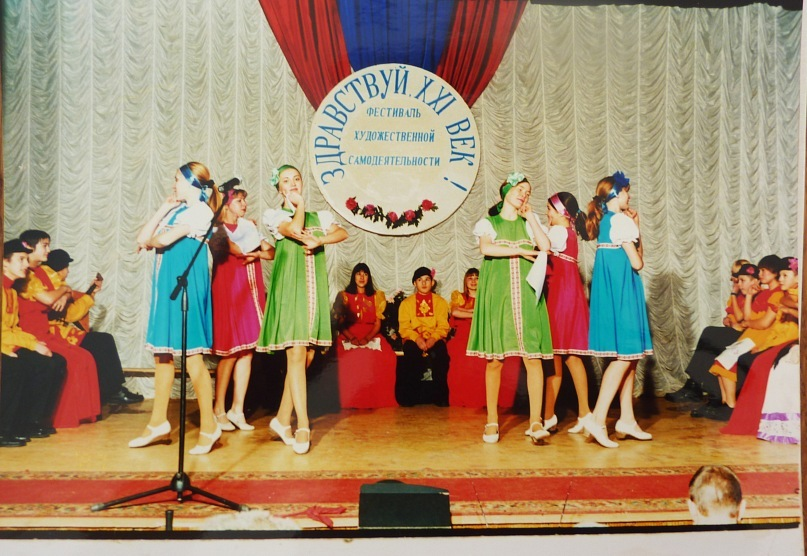 ЗДРАВСТВУЙ, XXI ВЕК!
ФЕСТИВАЛЬ
ХУДОЖЕСТВЕННОЙ
САМОДЕЯТЕЛЬНОСТИ